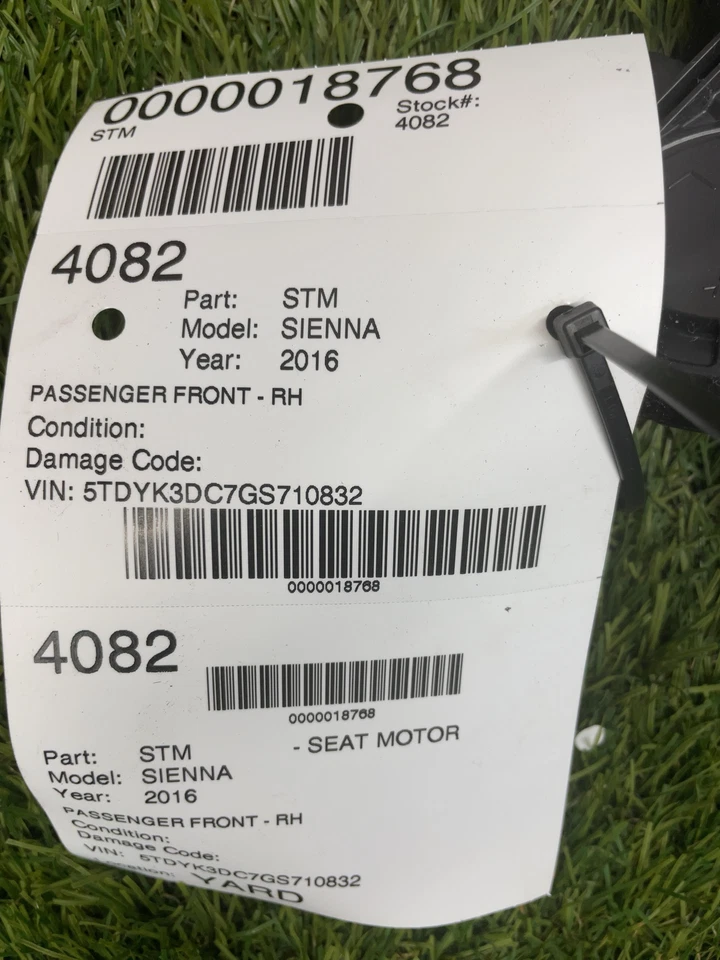 0000018768
STM
Stock#:
4082
4082
Part: STM
Model: SIENNA
Year: 2016
PASSENGER FRONT - RH
Condition:
Damage Code:
VIN: 5TDYK3DC7GS710832
0000018768
4082
0000018768
Part: STM - SEAT MOTOR
Model: SIENNA
Year: 2016
PASSENGER FRONT - RH
Condition:
Damage Code:
VIN: 5TDYK3DC7GS710832
Location: YARD